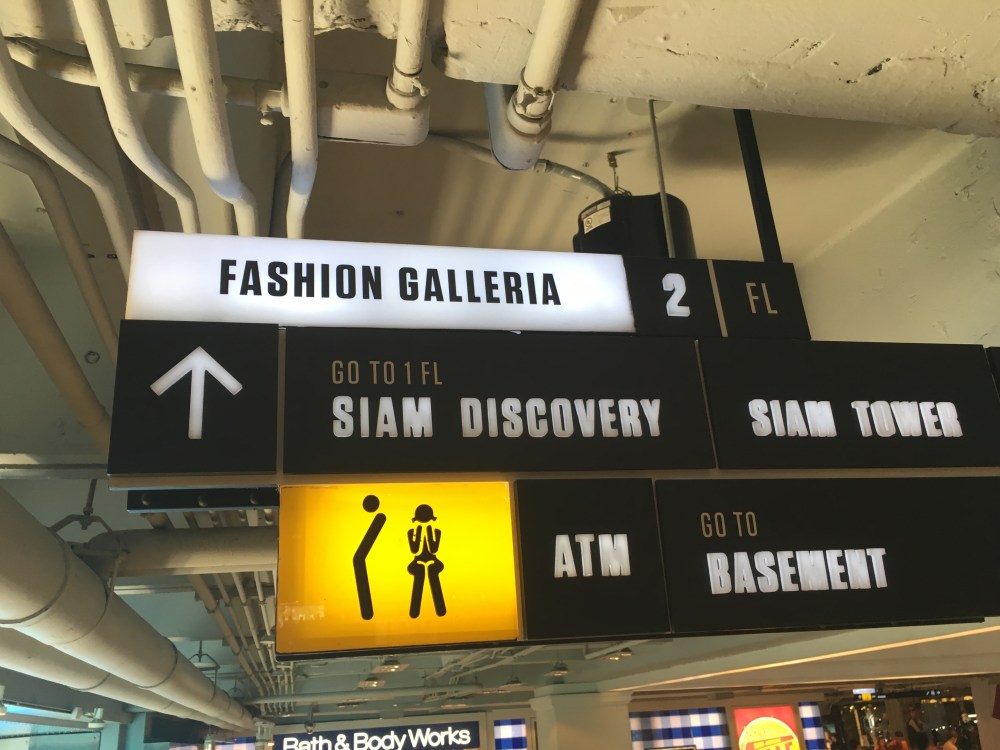 FASHION GALLERIA
2
FL
GO TO 1 FL
SIAM DISCOVERY
SIAM TOWER
ATM
GO TO
BASEMENT
Bath & Body Works